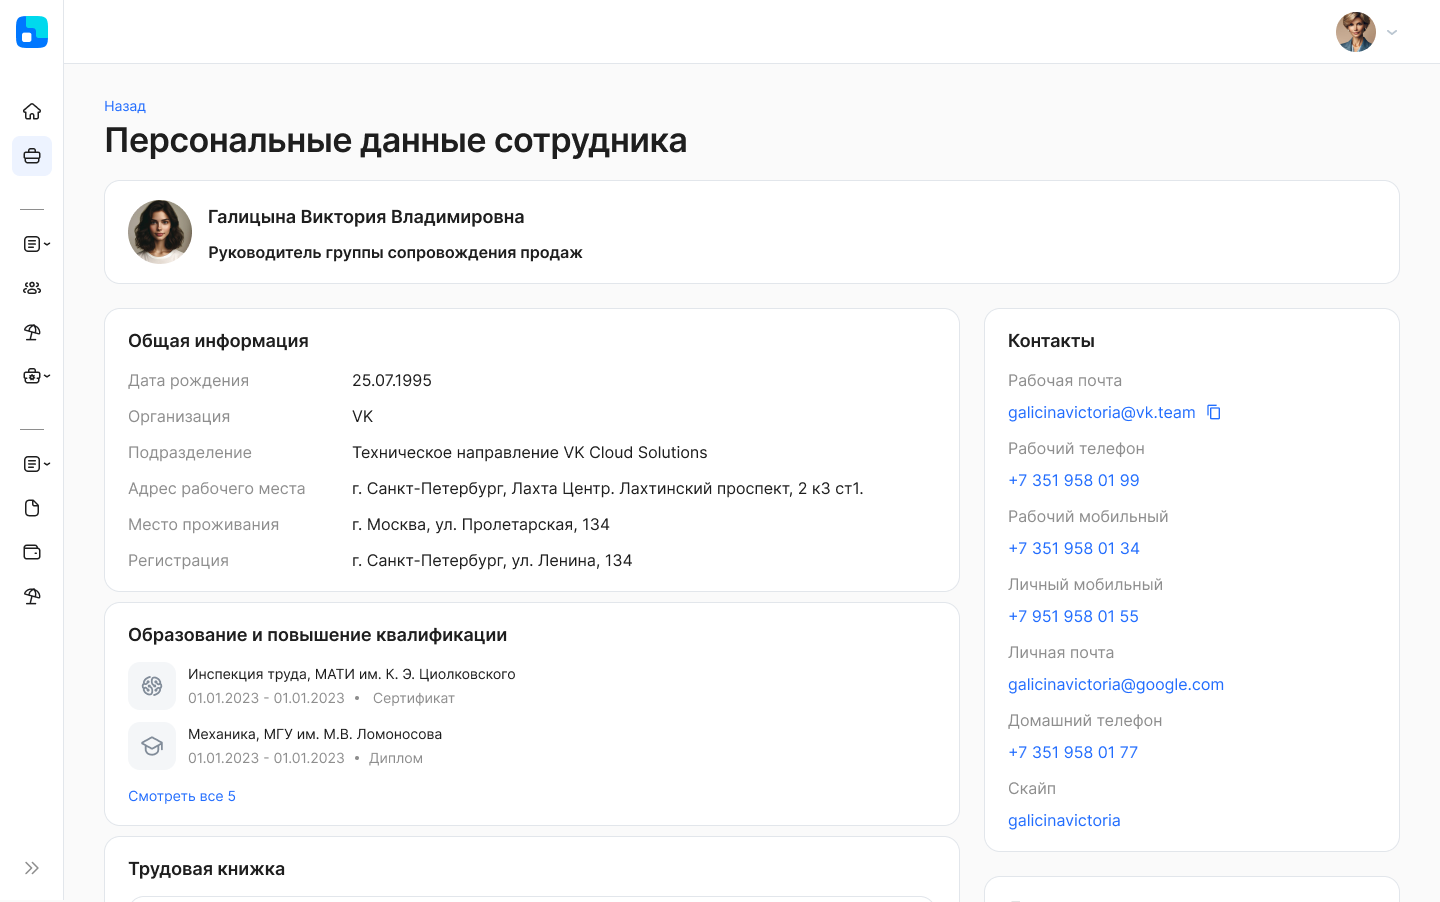 Назад
Персональные данные сотрудника
Галицына Виктория Владимировна
Руководитель группы сопровождения продаж
Общая информация
Дата рождения 25.07.1995
Организация VK
Подразделение Техническое направление VK Cloud Solutions
Адрес рабочего места г. Санкт-Петербург, Лахта Центр. Лахтинский проспект, 2 к3 ст1.
Место проживания г. Москва, ул. Пролетарская, 134
Регистрация г. Санкт-Петербург, ул. Ленина, 134
Образование и повышение квалификации
Инспекция труда, МАТИ им. К. Э. Циолковского
01.01.2023 - 01.01.2023 • Сертификат
Механика, МГУ им. М.В. Ломоносова
01.01.2023 - 01.01.2023 • Диплом
Смотреть все 5
Трудовая книжка
Контакты
Рабочая почта
galicinavictoria@vk.team
Рабочий телефон
+7 351 958 01 99
Рабочий мобильный
+7 351 958 01 34
Личный мобильный
+7 951 958 01 55
Личная почта
galicinavictoria@google.com
Домашний телефон
+7 351 958 01 77
Скайп
galicinavictoria